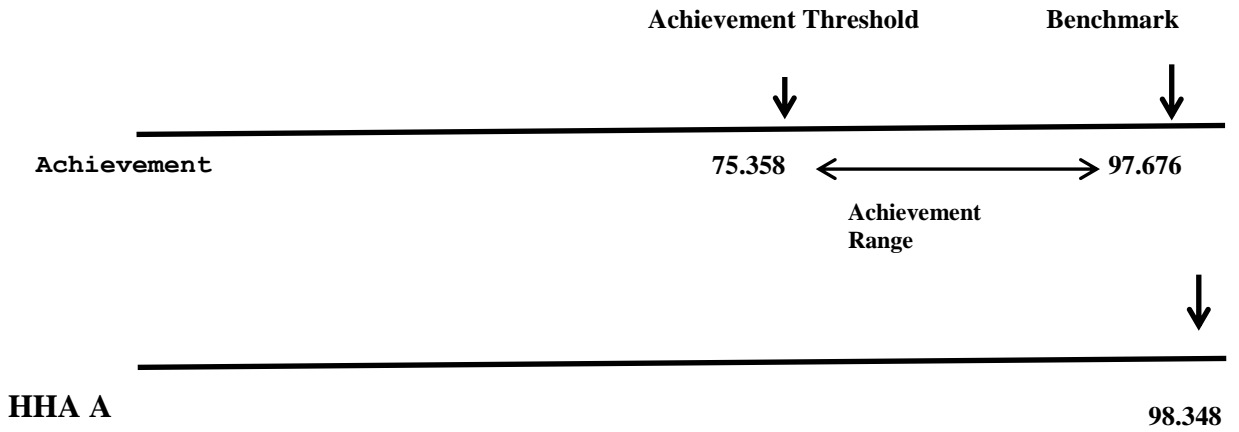 Achievement Threshold Benchmark
Achievement 75.358 97.676
Achievement
Range
HHA A 98.348